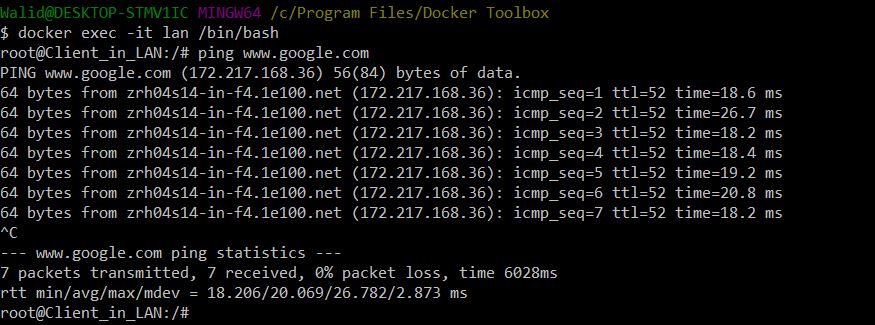 Walid@DESKTOP-STMV1IC MINGW64 /c/Program Files/Docker Toolbox
$ docker exec -it lan /bin/bash
root@Client_in_LAN:/# ping www.google.com
PING www.google.com (172.217.168.36) 56(84) bytes of data.
64 bytes from zrh04s14-in-f4.1e100.net (172.217.168.36): icmp_seq=1 ttl=52 time=18.6 ms
64 bytes from zrh04s14-in-f4.1e100.net (172.217.168.36): icmp_seq=2 ttl=52 time=26.7 ms
64 bytes from zrh04s14-in-f4.1e100.net (172.217.168.36): icmp_seq=3 ttl=52 time=18.2 ms
64 bytes from zrh04s14-in-f4.1e100.net (172.217.168.36): icmp_seq=4 ttl=52 time=18.4 ms
64 bytes from zrh04s14-in-f4.1e100.net (172.217.168.36): icmp_seq=5 ttl=52 time=19.2 ms
64 bytes from zrh04s14-in-f4.1e100.net (172.217.168.36): icmp_seq=6 ttl=52 time=20.8 ms
64 bytes from zrh04s14-in-f4.1e100.net (172.217.168.36): icmp_seq=7 ttl=52 time=18.2 ms
^C
--- www.google.com ping statistics ---
7 packets transmitted, 7 received, 0% packet loss, time 6028ms
rtt min/avg/max/mdev = 18.206/20.069/26.782/2.873 ms
root@Client_in_LAN:/#